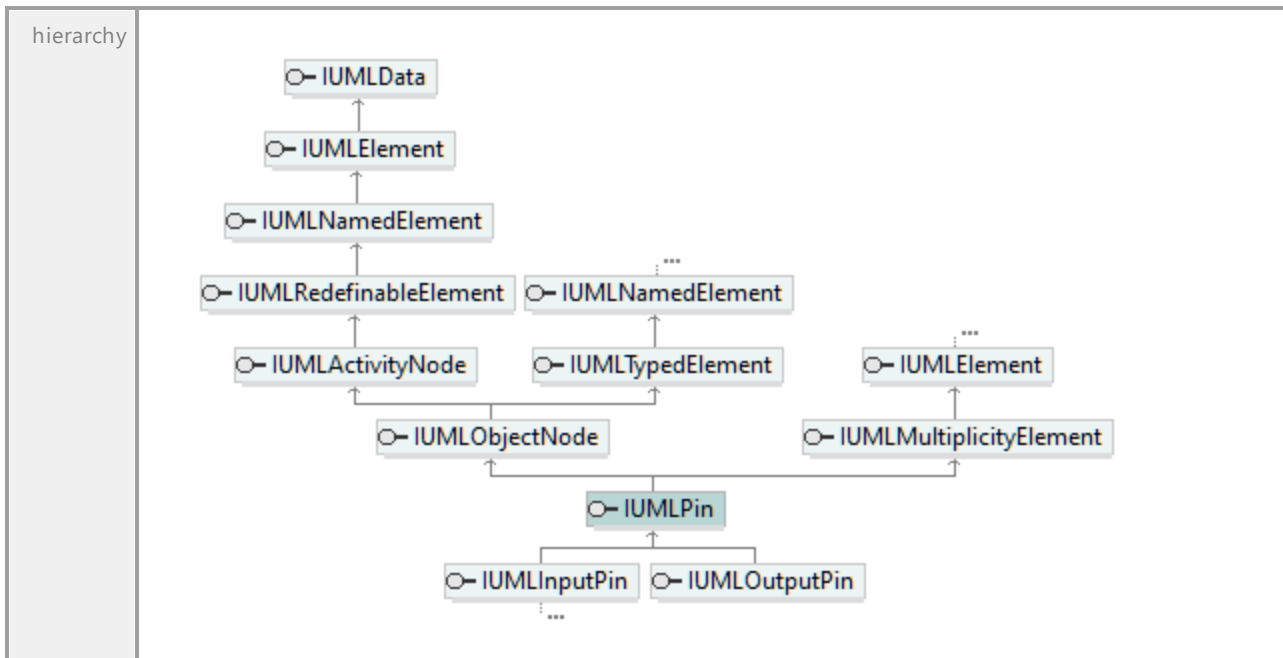 hierarchy
IUMLData
IUMLElement
IUMLNamedElement
IUMLRedefinableElement
IUMLNamedElement
...
IUMLActivityNode
IUMLTypedElement
IUMLElement
...
IUMLObjectNode
IUMLMultiplicityElement
IUMLPin
IUMLInputPin
IUMLOutputPin
...